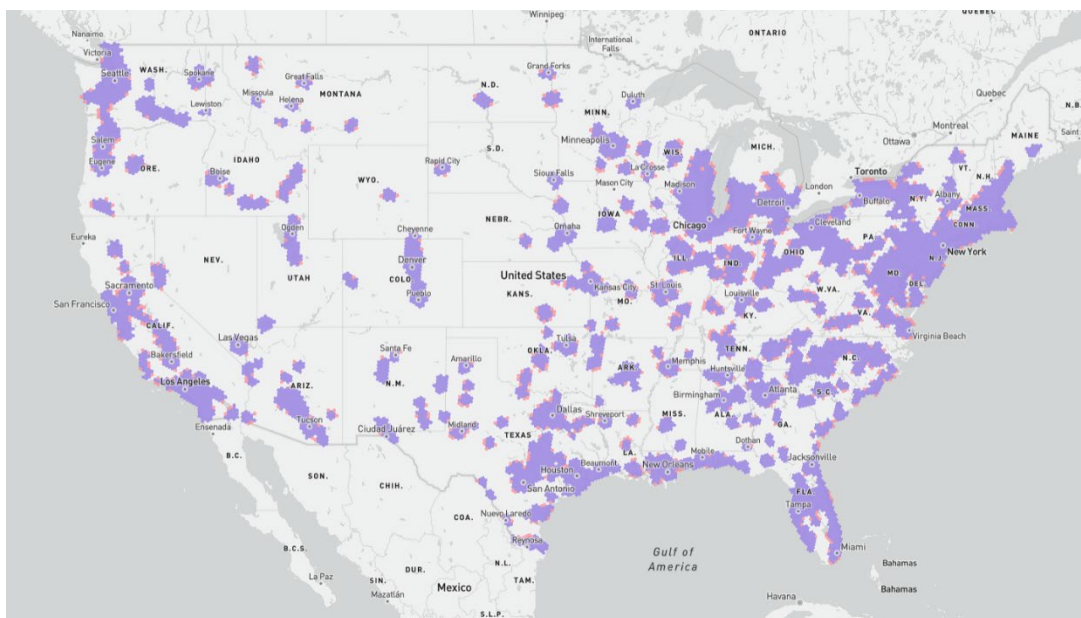 Winnipeg
QUEBEC
Nanaimo
Victoria
ONTARIO
International
Falls
Seattle
WASH.
Spokane
Great Falls
Grand Forks
N.D.
Quebec
N.B.
Missoula
Helena
MONTANA
Lewiston
Duluth
MINN.
Montreal
Ottawa
Saint
MAINE
Salem
Eugene
ORE.
IDAHO
Boise
Minneapolis
WIS.
MICH.
VT.
N.H.
S.D.
Rapid City
La Crosse
Toronto
London
WYO.
Sioux Falls
Mason City
Madison
Detroit
Buffalo
N.Y.
Albany
MASS.
CONN.
Eureka
NEBR.
IOWA
Chicago
Cleveland
Ogden
Cheyenne
Omaha
Fort Wayne
PA.
New York
N.J.
NEV.
UTAH
Denver
COLO.
Pueblo
United States
ILL.
IND.
OHIO
MD.
DEL.
Sacramento
San Francisco
KANS.
Kansas City
MO.
St Louis
Louisville
W.VA.
VA.
KY.
CALIF.
Las Vegas
Virginia Beach
Bakersfield
Santa Fe
Tulsa
OKLA.
Amarillo
TENN.
N.C.
Los Angeles
ARIZ.
N.M.
ARK.
Memphis
Huntsville
S.C.
Atlanta
Birmingham
Tucson
Ensenada
Ciudad Juárez
Midland
Dallas
Shreveport
MISS.
ALA.
GA.
TEXAS
Dothan
B.C.
SON.
CHIH.
LA.
Mobile
Jacksonville
Houston
Beaumont
New Orleans
San Antonio
FLA.
Tampa
COA.
Nuevo Laredo
Reynosa
B.C.S.
N.L.
Gulf of
America
Miami
Bahamas
Bahamas
La Paz
SIN.
DUR.
Mexico
TAM.
Mazatlán
S.L.P.
Havana